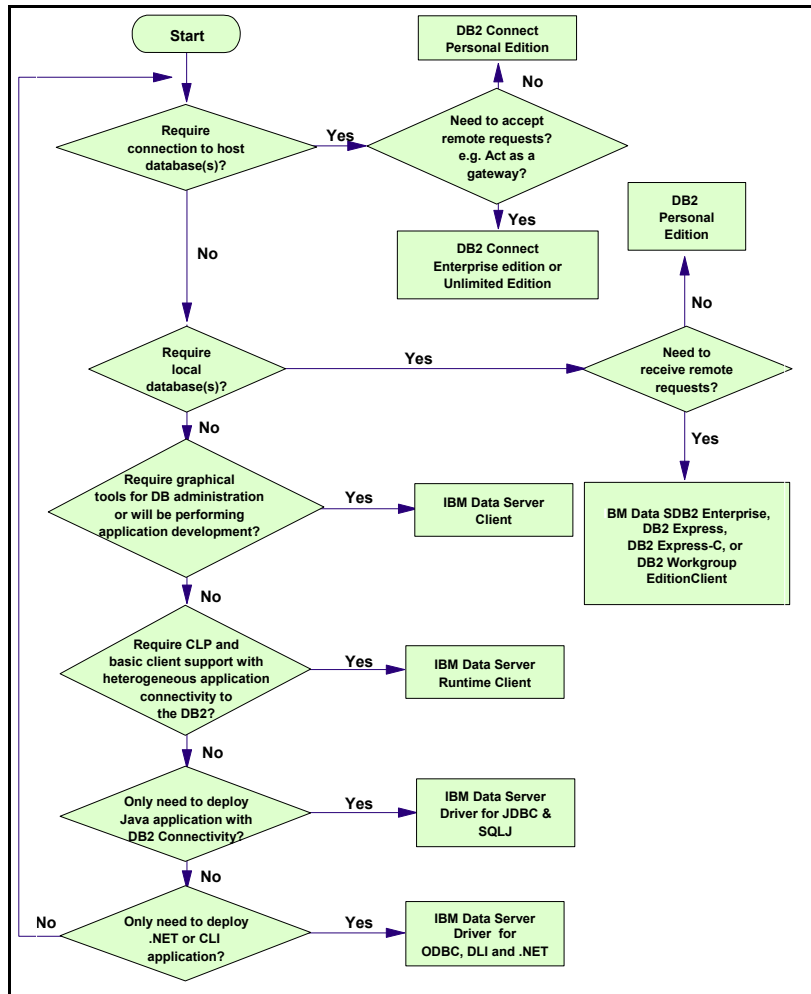 Start
Require
connection to host
database(s)?
Yes
Need to accept
remote requests?
e.g. Act as a
gateway?
No
DB2 Connect
Personal Edition
Yes
DB2 Connect
Enterprise edition or
Unlimited Edition
No
Require
local
database(s)?
Yes
Need to
receive remote
requests?
No
DB2
Personal
Edition
Yes
BM Data SDB2 Enterprise,
DB2 Express,
DB2 Express-C, or
DB2 Workgroup
EditionClient
No
Require graphical
tools for DB administration
or will be performing
application development?
Yes
IBM Data Server
Client
No
Require CLP and
basic client support with
heterogeneous application
connectivity to
the DB2?
Yes
IBM Data Server
Runtime Client
No
Only need to deploy
Java application with
DB2 Connectivity?
Yes
IBM Data Server
Driver for JDBC &
SQLJ
No
Only need to deploy
.NET or CLI
application?
Yes
IBM Data Server
Driver for
ODBC, DLI and .NET
No